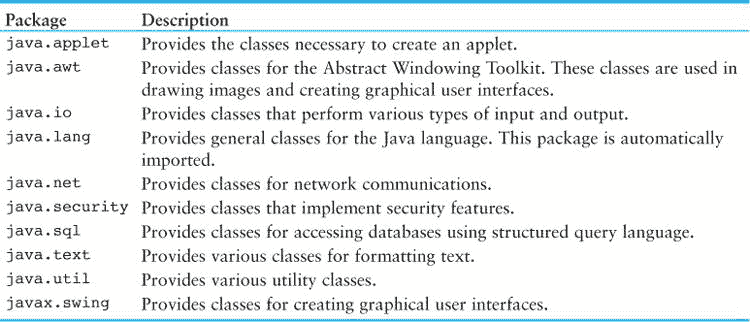 Package Description
java.applet Provides the classes necessary to create an applet.
java.awt Provides classes for the Abstract Windowing Toolkit. These classes are used in
drawing images and creating graphical user interfaces.
java.io Provides classes that perform various types of input and output.
java.lang Provides general classes for the Java language. This package is automatically
imported.
java.net Provides classes for network communications.
java.security Provides classes that implement security features.
java.sql Provides classes for accessing databases using structured query language.
java.text Provides various classes for formatting text.
java.util Provides various utility classes.
javax.swing Provides classes for creating graphical user interfaces.